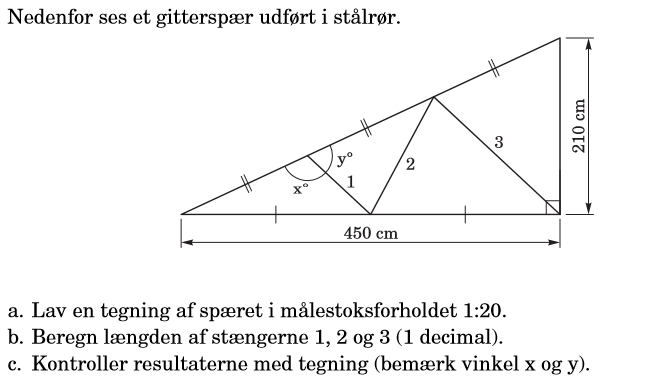 Nedenfor ses et gitterspær udført i stålrør.
210 cm
3
y°
2
x°
1
450 cm
a. Lav en tegning af spæret i målestoksforholdet 1:20.
b. Beregn længden af stængerne 1, 2 og 3 (1 decimal).
c. Kontroller resultaterne med tegning (bemærk vinkel x og y).